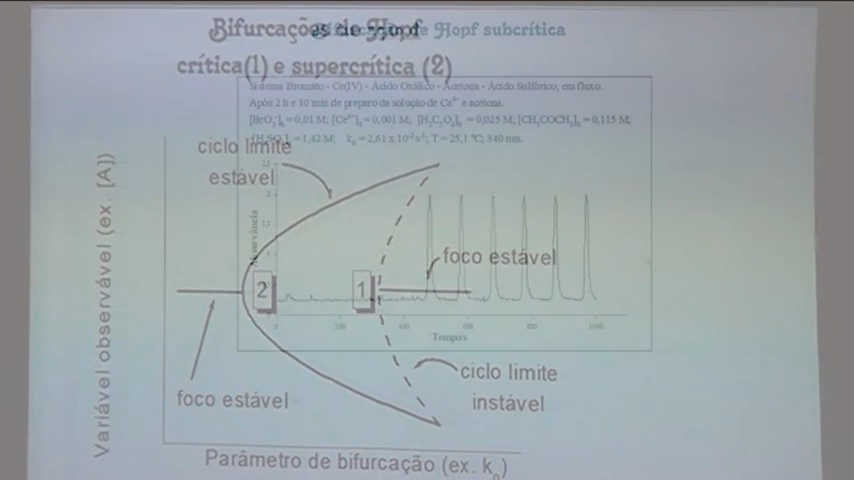 Bifurcações de Hopf
crítica(1) e supercrítica (2)
Hopf subcrítica
Sistema Bromato - Ce(IV) - Ácido Oxálico - Acetona - Ácido Sulfúrico, em fluxo.
Após 2 h e 10 min de preparo da solução de Ce⁴⁺ e acetona.
[BrO₃⁻]₀=0,01 M; [Ce⁴⁺]₀=0,001 M; [H₂C₂O₄]₀ = 0,025 M; [CH₃COCH₃]₀ = 0,115 M;
=1,42 M; k₀ = 2,61 x 10⁻² s⁻¹; T = 25,1 ºC; 340 nm.
ciclo limite
estável
Variável observável (ex. [A])
foco estável
2
1
Tempo/s
foco estável
ciclo limite
instável
Parâmetro de bifurcação (ex. k₀)